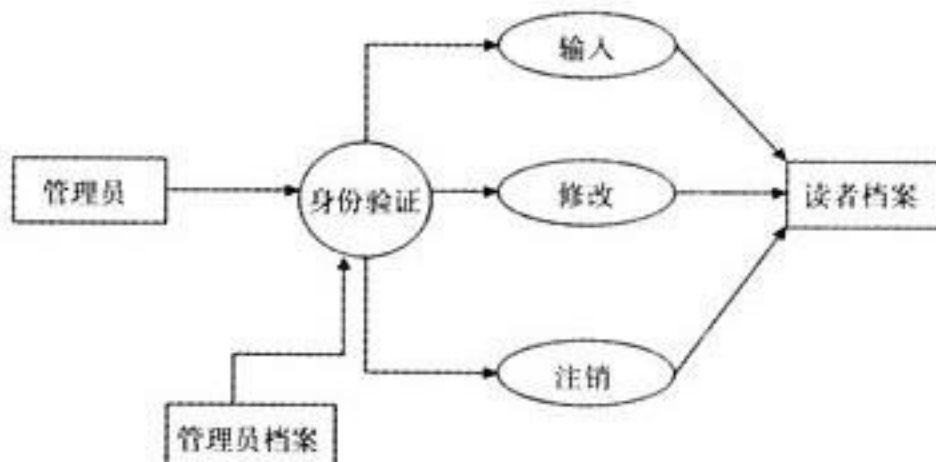 输入
管理员
身份验证
修改
读者档案
注销
管理员档案